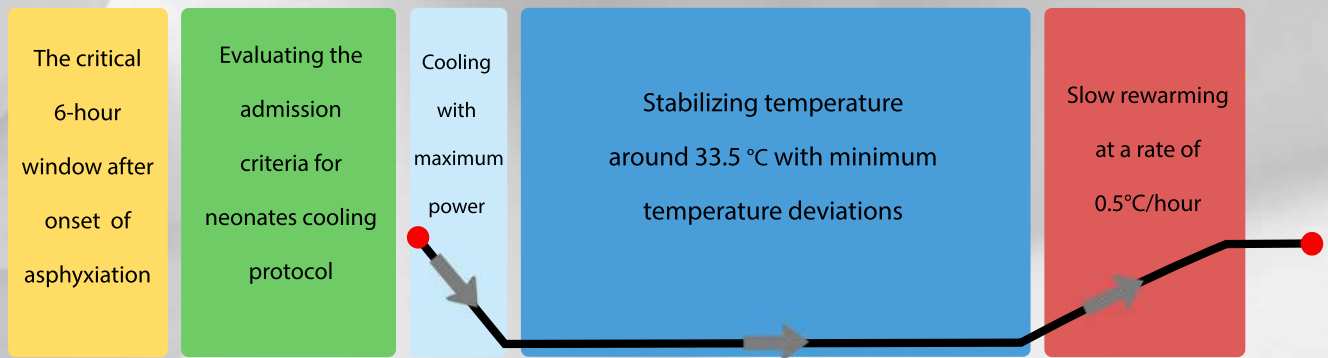 The critical
6-hour
window after
onset of
asphyxiation
Evaluating the
admission
criteria for
neonates cooling
protocol
Cooling
with
maximum
power
Stabilizing temperature
around 33.5 °C with minimum
temperature deviations
Slow rewarming
at a rate of
0.5°C/hour